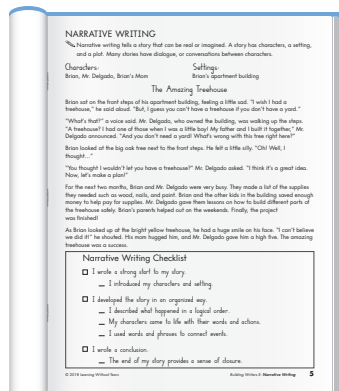 NARRATIVE WRITING
Narrative writing tells a story that can be real or imagined. A story has characters, a setting,
and a plot. Many stories have dialogue, or conversations between characters.
Characters:
Brian, Mr. Delgado, Brian's Mom
Settings:
Brian's apartment building
The Amazing Treehouse
Brian sat on the front steps of his apartment building, feeling a little sad. "I wish I had a
treehouse," he said aloud. "But, I guess you can't have a treehouse if you don't have a yard."
"What's that?" a voice said. Mr. Delgado, who owned the building, was walking up the steps.
"A treehouse? I had one of those when I was a little boy! My father and I built it together," Mr.
Delgado announced. "And you don't need a yard! What's wrong with this tree right here?"
Brian looked at the big oak tree next to the front steps. He felt a little silly. "Oh! Well, I
thought..."
"You thought I wouldn't let you have a treehouse?" Mr. Delgado asked. "I think it's a great idea.
Now, let's make a plan!"
For the next two months, Brian and Mr. Delgado were very busy. They made a list of the supplies
they needed such as wood, nails, and paint. Brian and the other kids in the building saved enough
money to help pay for supplies. Mr. Delgado gave them lessons on how to build different parts of
the treehouse safely. Brian's parents helped out on the weekends. Finally, the project
was finished!
As Brian looked up at the bright yellow treehouse, he had a huge smile on his face. "I can't believe
we did it!" he shouted. His mom hugged him, and Mr. Delgado gave him a high five. The amazing
treehouse was a success.
Narrative Writing Checklist
I wrote a strong start to my story.
I introduced my characters and setting.
I developed the story in an organized way.
I described what happened in a logical order.
My characters came to life with their words and actions.
I used words and phrases to connect events.
I wrote a conclusion.
The end of my story provides a sense of closure.
© 2019 Learning Without Tears
Building Writers E: Narrative Writing 5